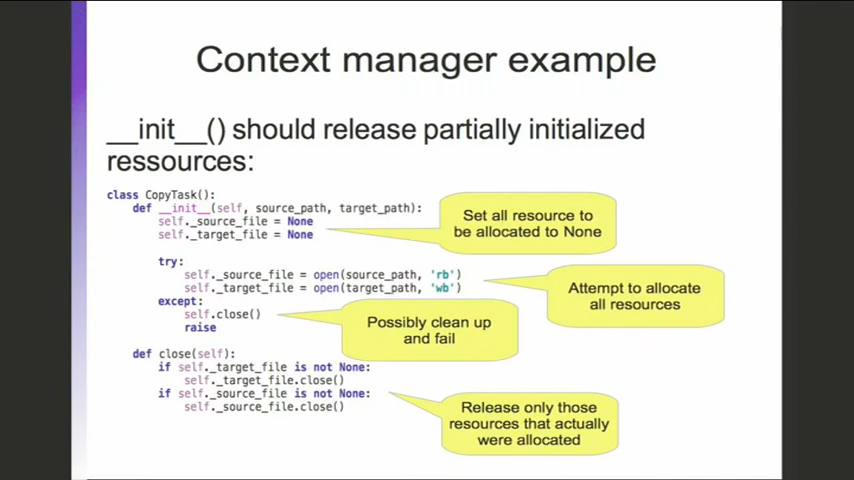 Context manager example
__init__() should release partially initialized
ressources:
class CopyTask():
    def __init__(self, source_path, target_path):
        self._source_file = None
        self._target_file = None
        try:
            self._source_file = open(source_path, 'rb')
            self._target_file = open(target_path, 'wb')
        except:
            self.close()
            raise
    def close(self):
        if self._target_file is not None:
            self._target_file.close()
        if self._source_file is not None:
            self._source_file.close()
Set all resource to
be allocated to None
Attempt to allocate
all resources
Possibly clean up
and fail
Release only those
resources that actually
were allocated